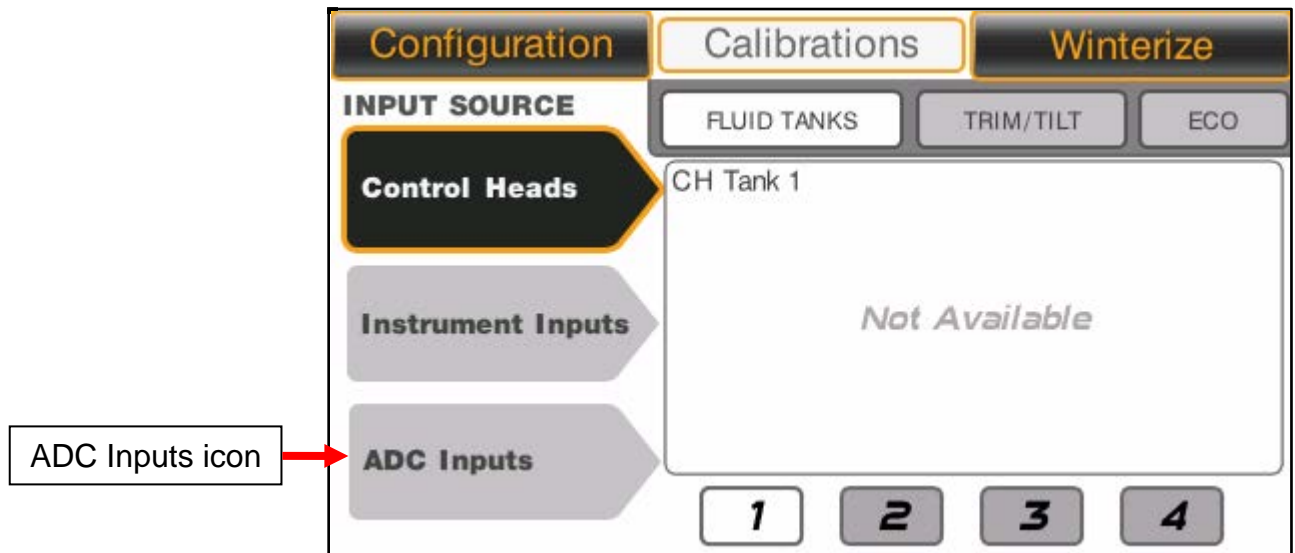 Configuration Calibrations Winterize
INPUT SOURCE
FLUID TANKS TRIM/TILT ECO
Control Heads
CH Tank 1
Instrument Inputs
Not Available
ADC Inputs icon
ADC Inputs
1 2 3 4